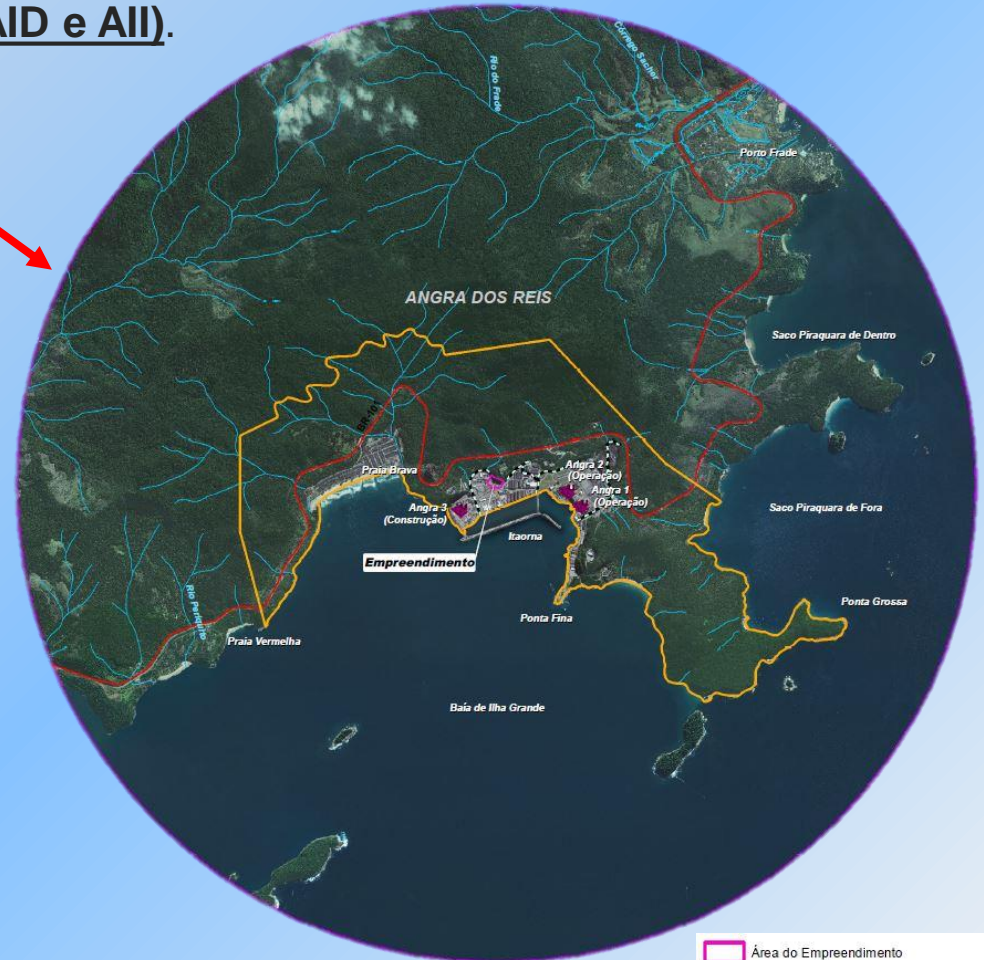 AID e AII).
Córrego Sacher
Rio do Frade
Porto Frade
ANGRA DOS REIS
Saco Piraquara de Dentro
BR-101
Praia Brava
Angra 2
(Operação)
Angra 1
(Operação)
Angra 3
(Construção)
Saco Piraquara de Fora
Itaorna
Empreendimento
Rio Periquito
Ponta Grossa
Ponta Fina
Praia Vermelha
Baía de Ilha Grande
Área do Empreendimento